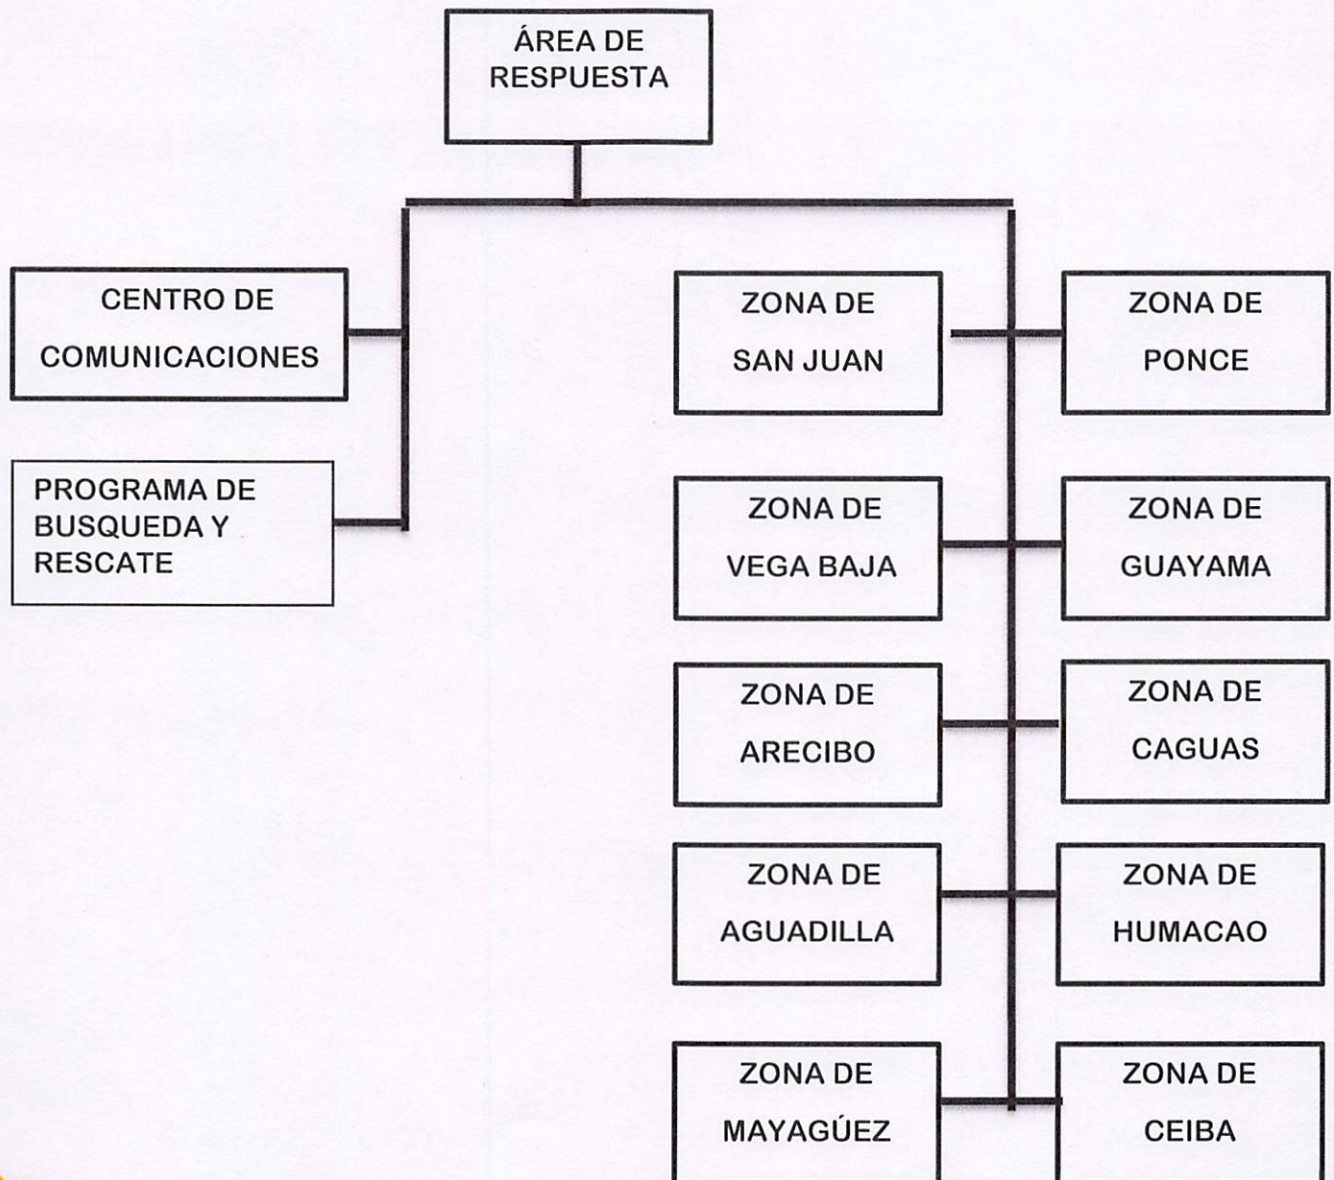 ÁREA DE
RESPUESTA
CENTRO DE
COMUNICACIONES
PROGRAMA DE
BUSQUEDA Y
RESCATE
ZONA DE
SAN JUAN
ZONA DE
PONCE
ZONA DE
VEGA BAJA
ZONA DE
GUAYAMA
ZONA DE
ARECIBO
ZONA DE
CAGUAS
ZONA DE
AGUADILLA
ZONA DE
HUMACAO
ZONA DE
MAYAGÚEZ
ZONA DE
CEIBA